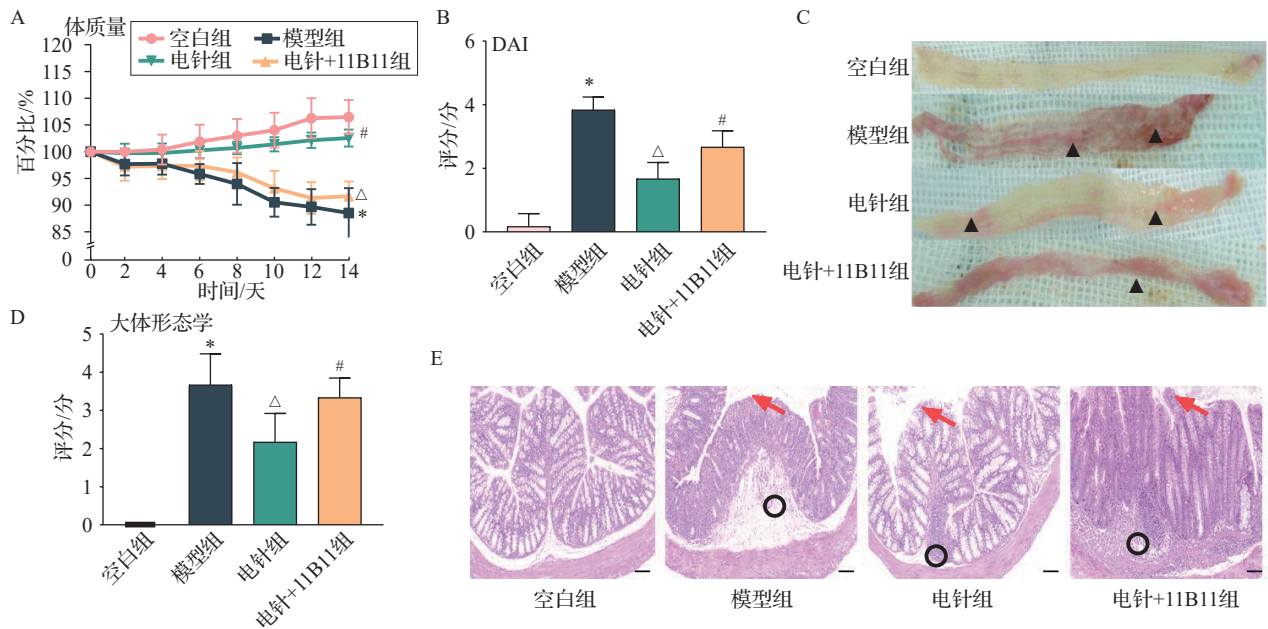 A
体质量
空白组
模型组
电针组
电针+11B11组
120
115
110
105
100
95
90
85
0
百分比/%
0 2 4 6 8 10 12 14
时间/天
#
△
*
B
DAI
6
4
2
0
评分/分
*
△
#
空白组
模型组
电针组
电针+11B11组
C
空白组
模型组
电针组
电针+11B11组
D
大体形态学
5
4
3
2
1
0
评分/分
*
△
#
空白组
模型组
电针组
电针+11B11组
E
空白组
模型组
电针组
电针+11B11组